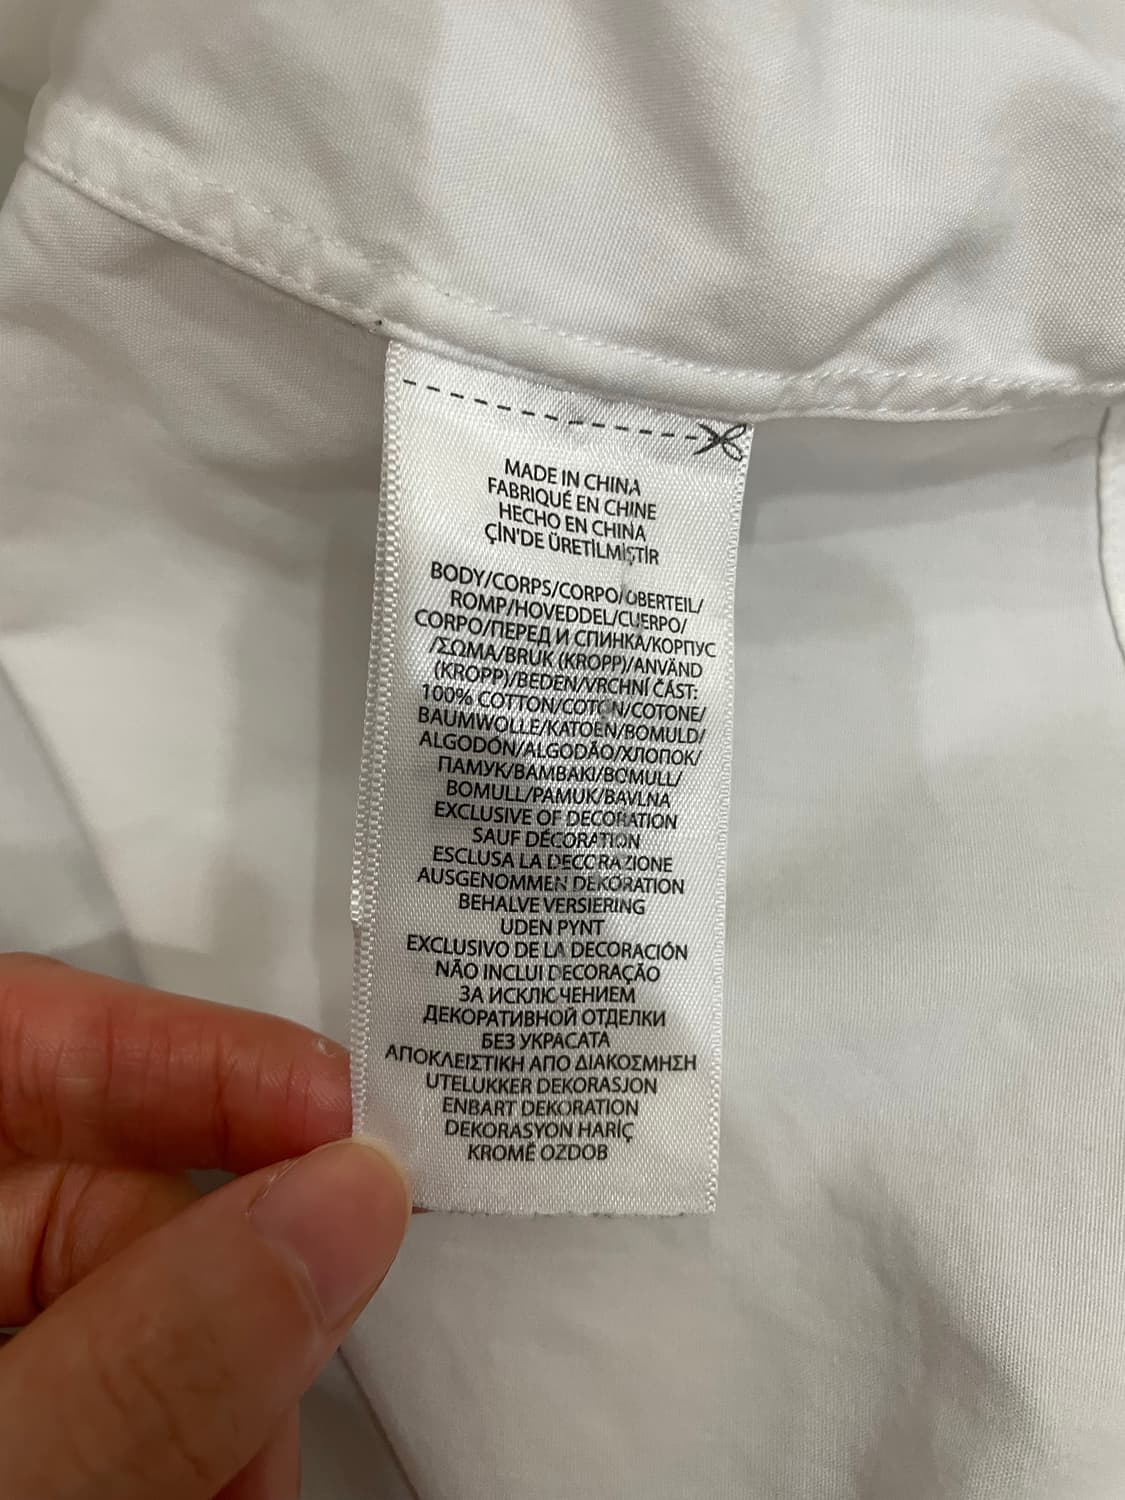 MADE IN CHINA
FABRIQUÉ EN CHINE
HECHO EN CHINA
ÇİN'DE ÜRETİLMİŞTİR
BODY/CORPS/CORPO/OBERTEIL/
ROMP/HOVEDDEL/CUERPO/
CORPO/ПЕРЕД И СПИНКА/КОРПУС
/ΣΩΜΑ/BRUK (KROPP)/ANVÄND
(KROPP)/BEDEN/VRCHNÍ ČÁST:
100% COTTON/COTON/COTONE/
BAUMWOLLE/KATOEN/BOMULD/
ALGODÓN/ALGODÃO/ХЛОПОК/
ПАМУК/ΒΑΜΒΑΚΙ/BOMULL/
BOMULL/PAMUK/BAVLNA
EXCLUSIVE OF DECORATION
SAUF DÉCORATION
ESCLUSA LA DECORAZIONE
AUSGENOMMEN DEKORATION
BEHALVE VERSIERING
UDEN PYNT
EXCLUSIVO DE LA DECORACIÓN
NÃO INCLUI DECORAÇÃO
ЗА ИСКЛЮЧЕНИЕМ
ДЕКОРАТИВНОЙ ОТДЕЛКИ
БЕЗ УКРАСАТА
ΑΠΟΚΛΕΙΣΤΙΚΗ ΑΠΟ ΔΙΑΚΟΣΜΗΣΗ
UTELUKKER DEKORASJON
ENBART DEKORATION
DEKORASYON HARİÇ
KROMĚ OZDOB